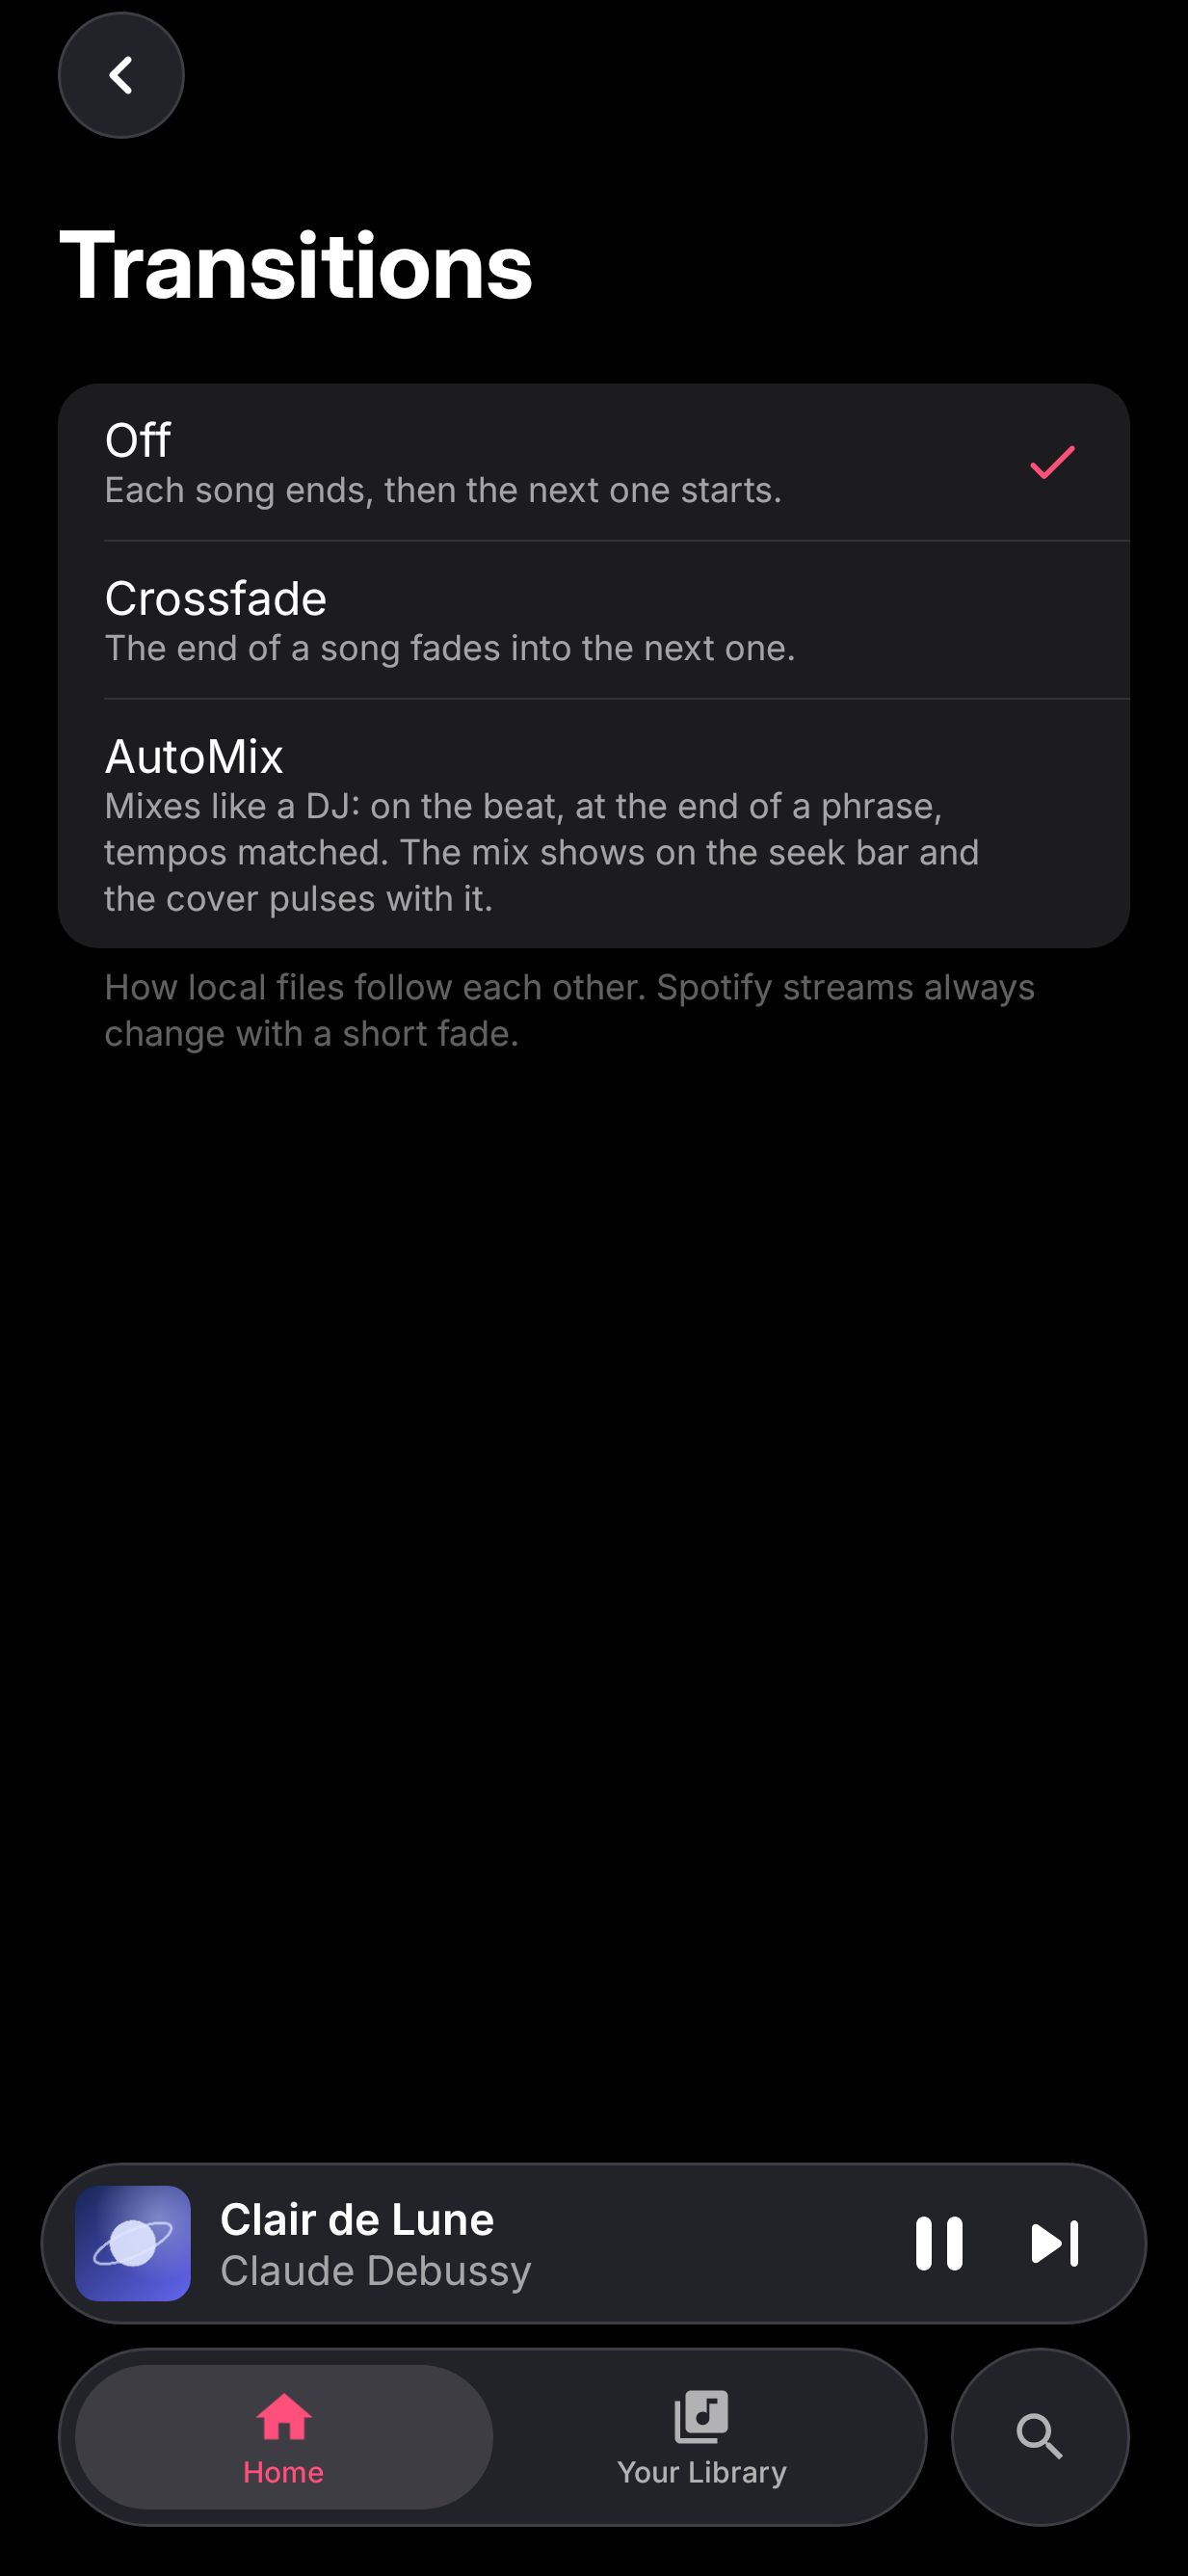 Transitions
Off
Each song ends, then the next one starts.
Crossfade
The end of a song fades into the next one.
AutoMix
Mixes like a DJ: on the beat, at the end of a phrase,
tempos matched. The mix shows on the seek bar and
the cover pulses with it.
How local files follow each other. Spotify streams always
change with a short fade.
Clair de Lune
Claude Debussy
Home
Your Library